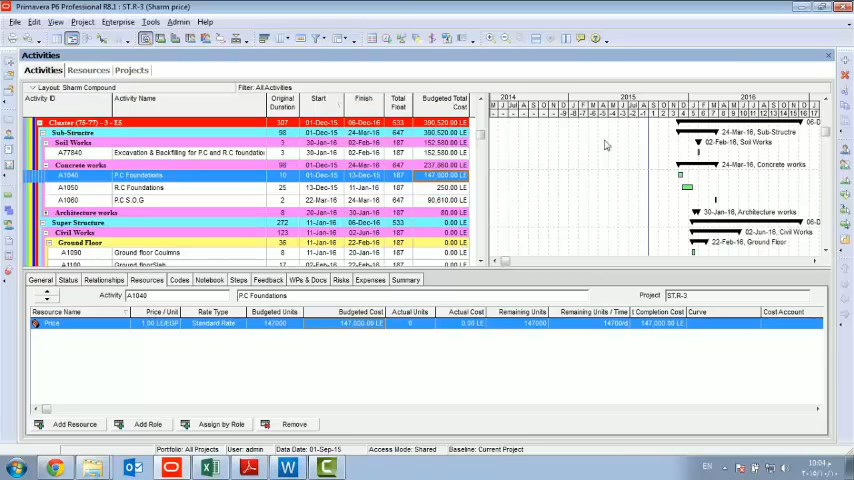 Primavera P6 Professional R8.1 : ST.R-3 (Sharm price)
File Edit View Project Enterprise Tools Admin Help
Activities
Activities Resources Projects
Layout: Sharm Compound Filter: All Activities
Activity ID Activity Name Original Duration Start Finish Total Float Budgeted Total Cost
2014 2015 2016
Cluster (75-77) - 3 - E5 307 01-Dec-15 06-Dec-16 533 390,520.00 LE
Sub-Structre 98 01-Dec-15 24-Mar-16 647 390,520.00 LE 24-Mar-16, Sub-Structre
Soil Works 3 01-Dec-15 02-Feb-16 187 152,580.00 LE 02-Feb-16, Soil Works
A77840 Excavation & Backfilling for P.C and R.C foundatio 3 01-Dec-15 02-Feb-16 187 152,580.00 LE
Concrete works 98 01-Dec-15 24-Mar-16 647 237,860.00 LE 24-Mar-16, Concrete works
A1040 P.C Foundations 10 01-Dec-15 13-Dec-15 187 147,000.00 LE
A1050 R.C Foundations 25 13-Dec-15 11-Jan-16 187 250.00 LE
A1060 P.C S.O.G 2 22-Mar-16 24-Mar-16 647 90,610.00 LE
Architecture works 8 20-Jan-16 30-Jan-16 187 0.00 LE 30-Jan-16, Architecture works
Super Structure 272 11-Jan-16 06-Dec-16 187 0.00 LE
Civil Works 123 11-Jan-16 02-Jun-16 187 0.00 LE 02-Jun-16, Civil Works
Ground Floor 36 11-Jan-16 22-Feb-16 187 0.00 LE 22-Feb-16, Ground Floor
A1090 Ground floor Coulmns 8 11-Jan-16 20-Jan-16 187 0.00 LE
General Status Relationships Resources Codes Notebook Steps Feedback WPs & Docs Risks Expenses Summary
Activity A1040 P.C Foundations Project ST.R-3
Resource Name Price / Unit Rate Type Budgeted Units Budgeted Cost Actual Units Actual Cost Remaining Units Remaining Units / Time t Completion Cost Curve Cost Account
Price 1.00 LE/EGP Standard Rate 147000 147,000.00 LE 0 0.00 LE 147000 14700/d 147,000.00 LE
Add Resource Add Role Assign by Role Remove
Portfolio: All Projects User: admin Data Date: 01-Sep-15 Access Mode: Shared Baseline: Current Project
EN